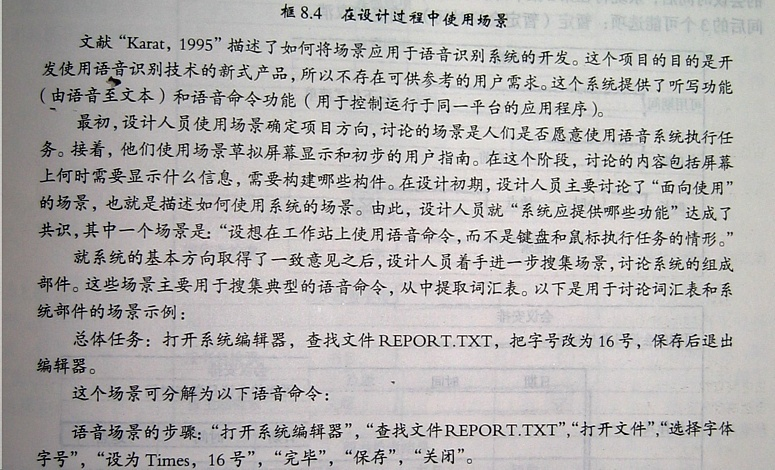 框 8.4 在设计过程中使用场景
文献“Karat，1995”描述了如何将场景应用于语音识别系统的开发。这个项目的目的是开
发使用语音识别技术的新式产品，所以不存在可供参考的用户需求。这个系统提供了听写功能
（由语音至文本）和语音命令功能（用于控制运行于同一平台的应用程序）。
最初，设计人员使用场景确定项目方向，讨论的场景是人们是否愿意使用语音系统执行任
务。接着，他们使用场景草拟屏幕显示和初步的用户指南。在这个阶段，讨论的内容包括屏幕
上何时需要显示什么信息，需要构建哪些构件。在设计初期，设计人员主要讨论了“面向使用”
的场景，也就是描述如何使用系统的场景。由此，设计人员就“系统应提供哪些功能”达成了
共识，其中一个场景是：“设想在工作站上使用语音命令，而不是键盘和鼠标执行任务的情形。”
就系统的基本方向取得了一致意见之后，设计人员着手进一步搜集场景，讨论系统的组成
部件。这些场景主要用于搜集典型的语音命令，从中提取词汇表。以下是用于讨论词汇表和系
统部件的场景示例：
总体任务：打开系统编辑器，查找文件 REPORT.TXT，把字号改为 16 号，保存后退出
编辑器。
这个场景可分解为以下语音命令：
语音场景的步骤：“打开系统编辑器”，“查找文件REPORT.TXT”，“打开文件”，“选择字体
字号”，“设为 Times，16 号”，“完毕”，“保存”，“关闭”。